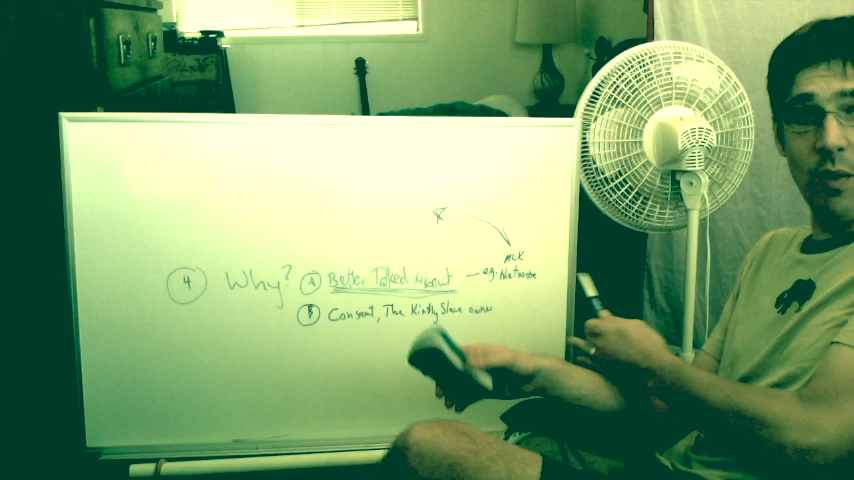 MLK
4 Why? A Better Talked About — e.g. Nietzsche
B Consent, The Kindly Slave owner